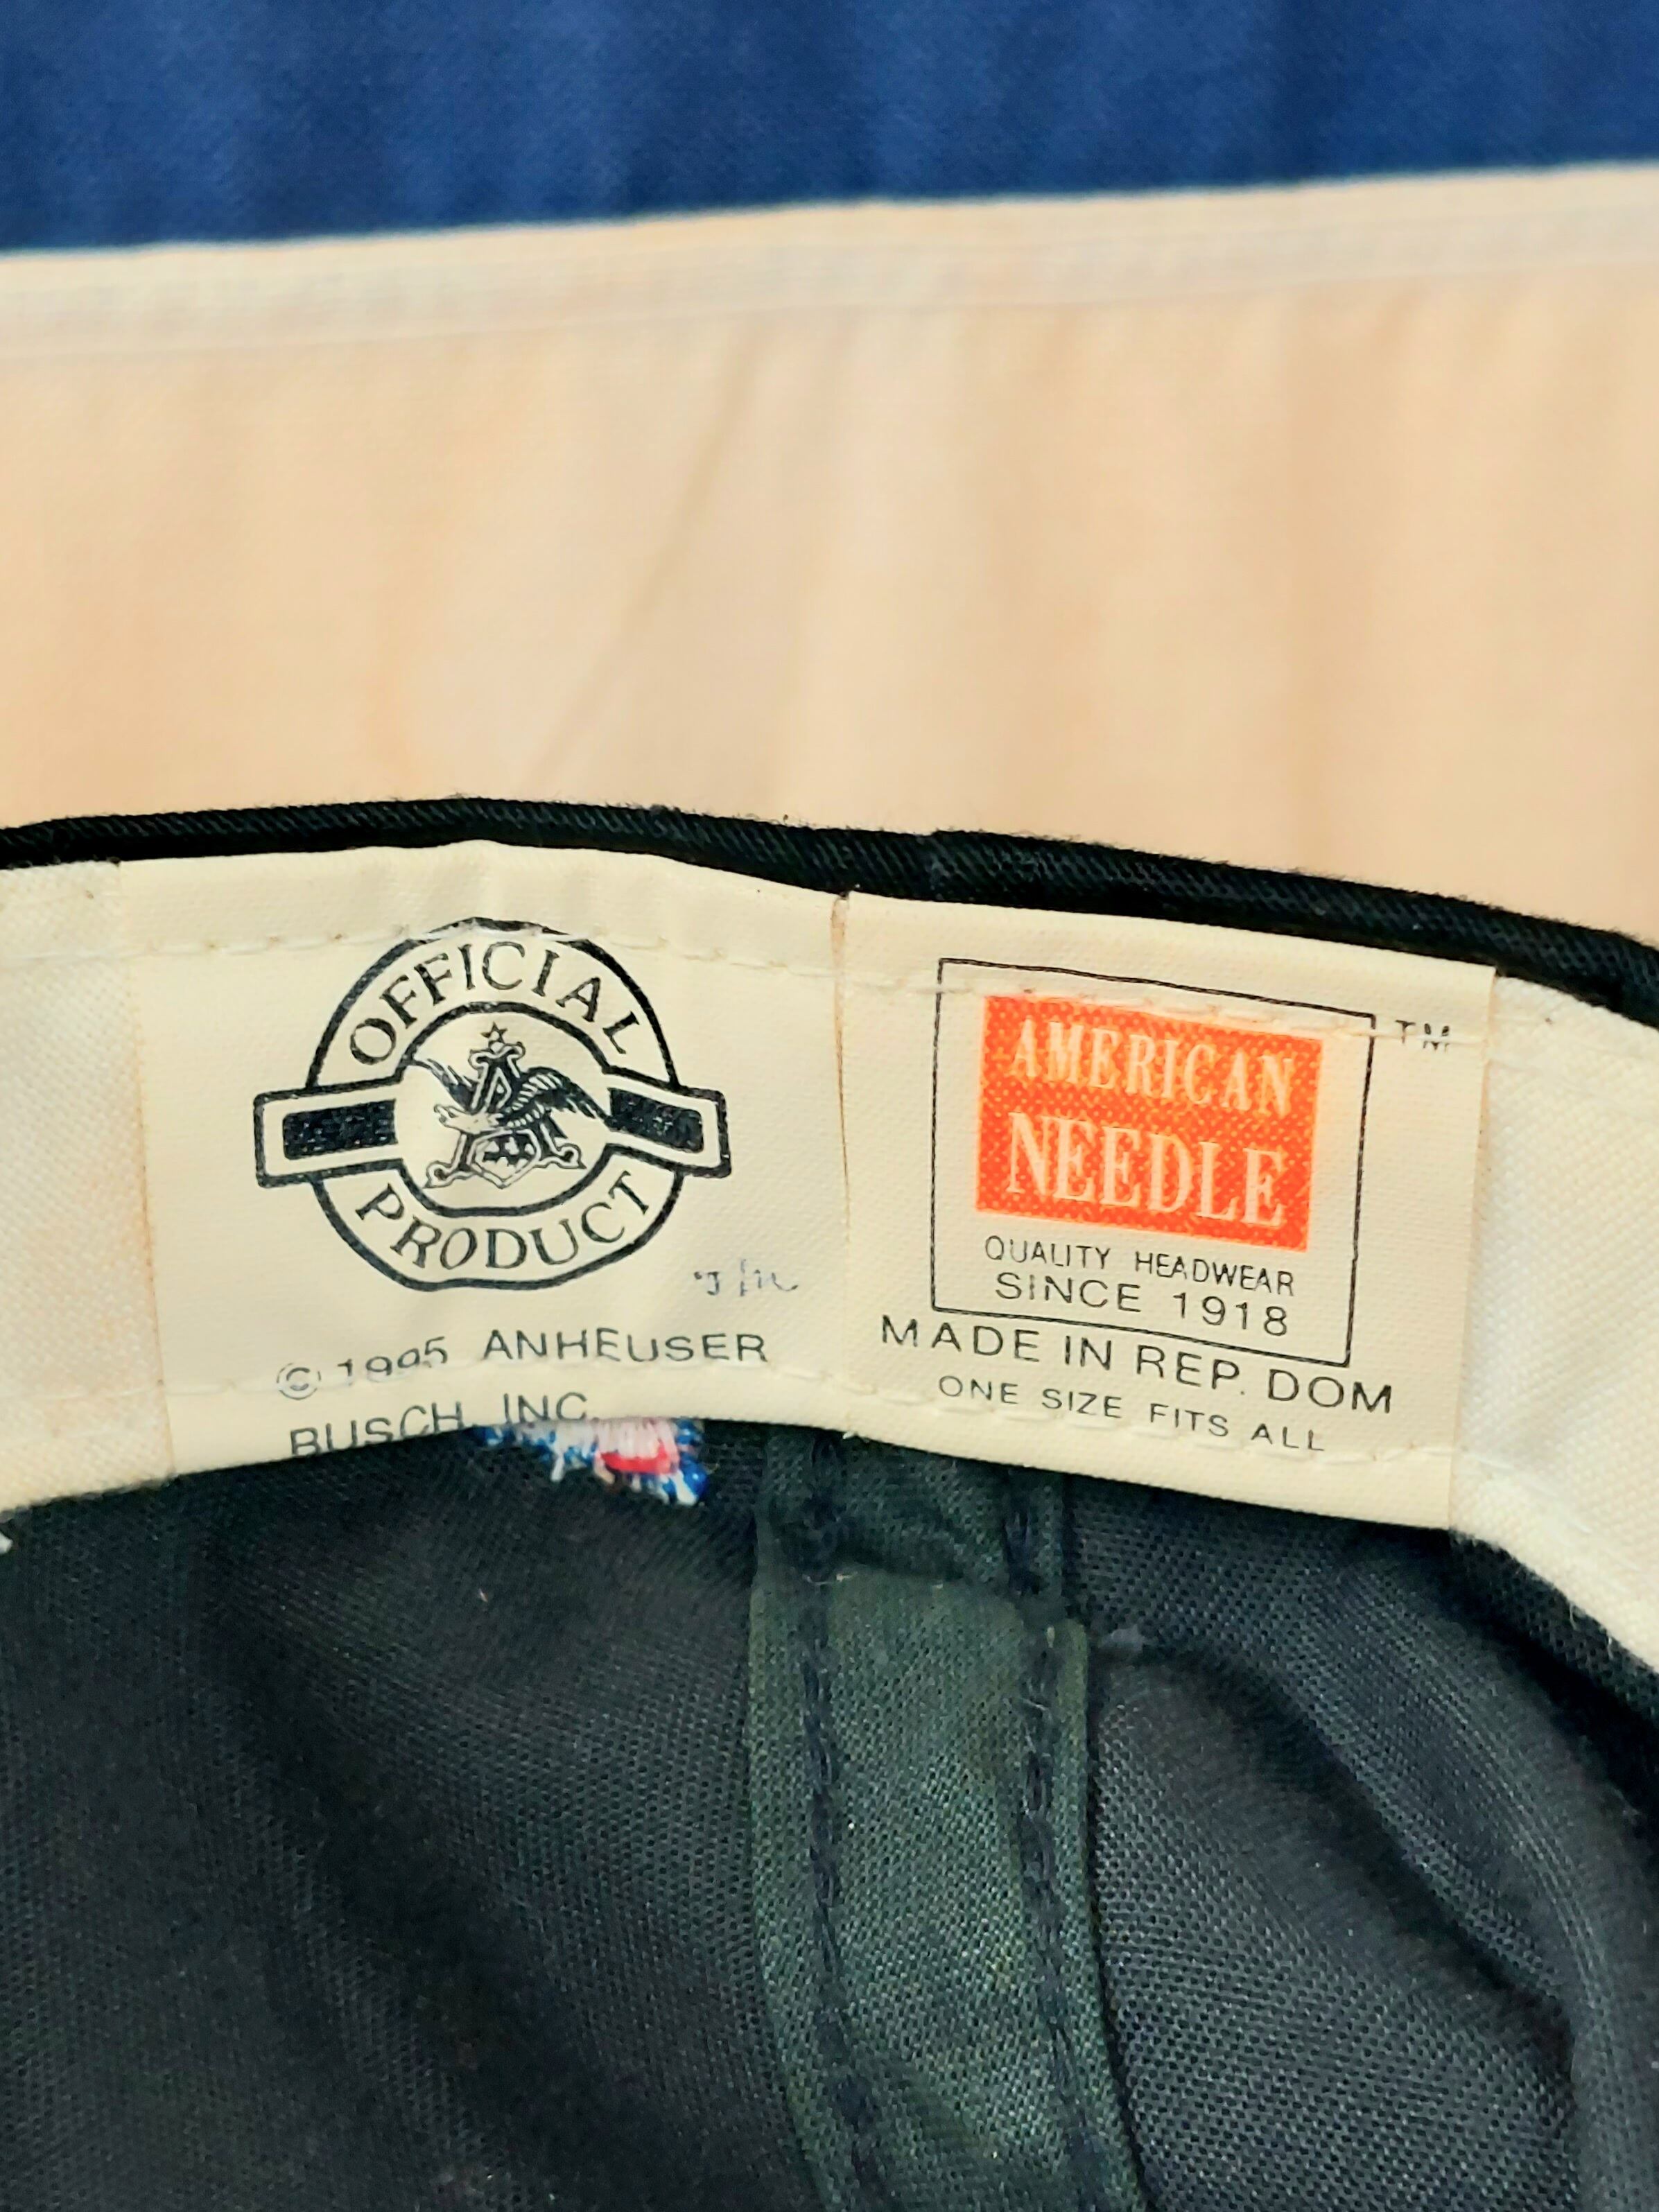 OFFICIAL
PRODUCT
© 1995 ANHEUSER
BUSCH, INC.
AMERICAN
NEEDLE
TM
QUALITY HEADWEAR
SINCE 1918
MADE IN REP. DOM
ONE SIZE FITS ALL